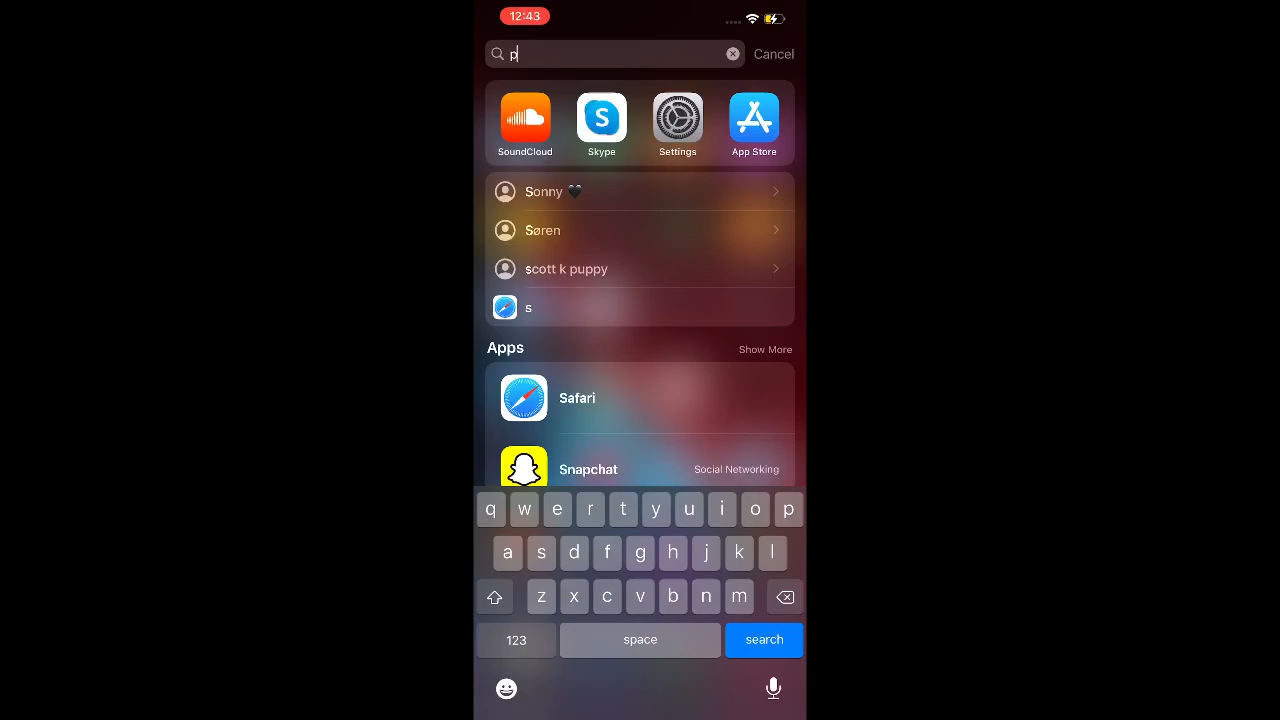 12:43
p
Cancel
SoundCloud
Skype
Settings
App Store
Sonny 🖤
Søren
scott k puppy
s
Apps
Show More
Safari
Snapchat
Social Networking
q w e r t y u i o p
a s d f g h j k l
z x c v b n m
123
space
search